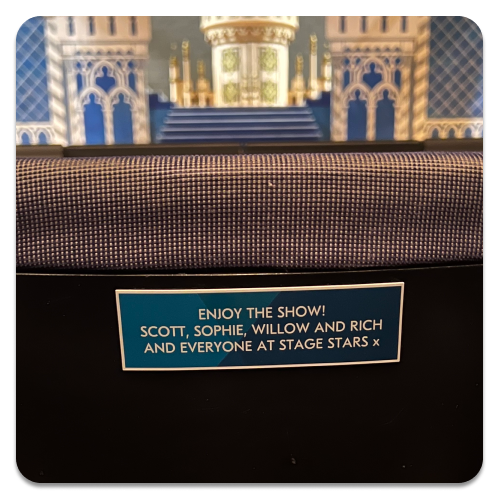 ENJOY THE SHOW!
SCOTT, SOPHIE, WILLOW AND RICH
AND EVERYONE AT STAGE STARS x